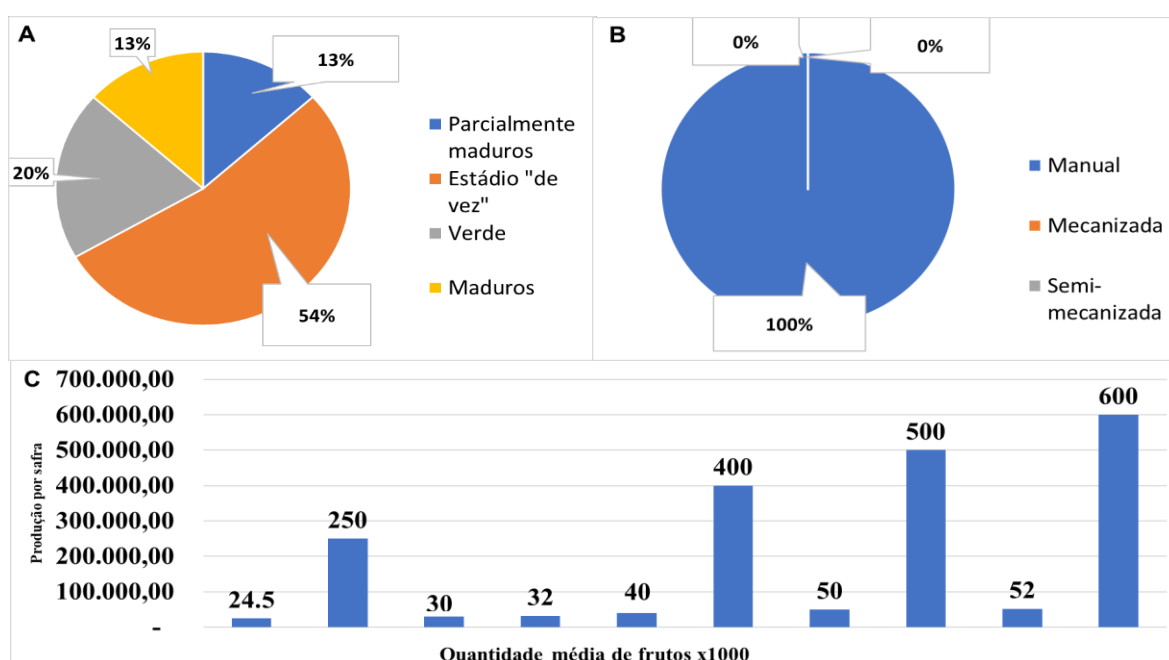 A
13%
13%
20%
54%
Parcialmente
maduros
Estádio "de
vez"
Verde
Maduros
B
0%
0%
100%
Manual
Mecanizada
Semi-
mecanizada
C
Produção por safra
700.000,00
600.000,00
500.000,00
400.000,00
300.000,00
200.000,00
100.000,00
-
24.5
250
30
32
40
400
50
500
52
600
Quantidade média de frutos x1000